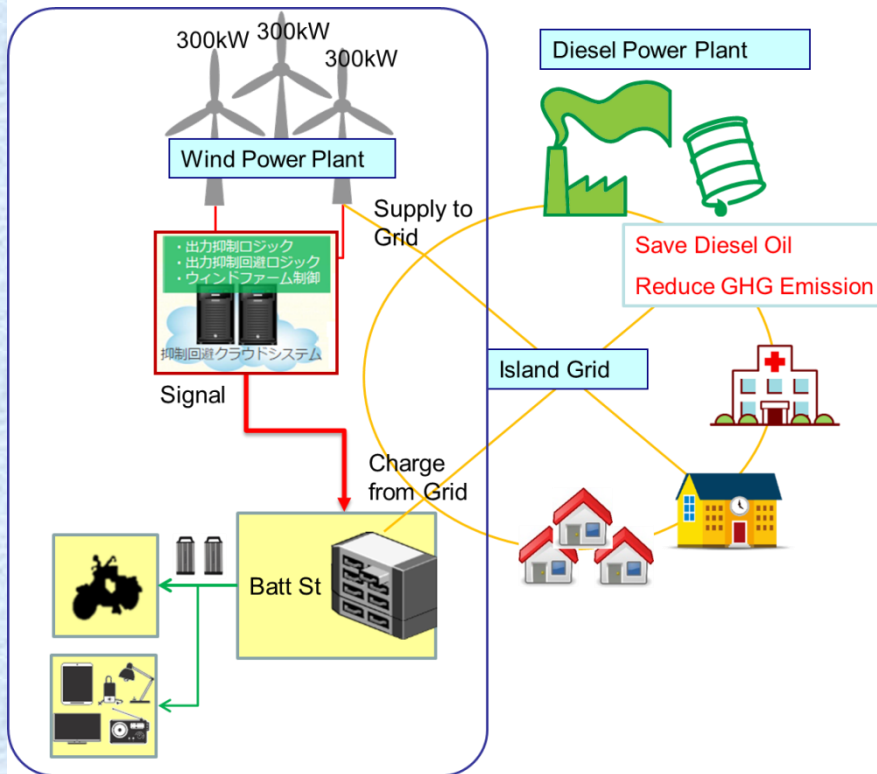 300kW
300kW
300kW
Wind Power Plant
Diesel Power Plant
Supply to
Grid
・出力抑制ロジック
・出力抑制回避ロジック
・ウィンドファーム制御
抑制回避クラウドシステム
Save Diesel Oil
Reduce GHG Emission
Island Grid
Signal
Charge
from Grid
Batt St